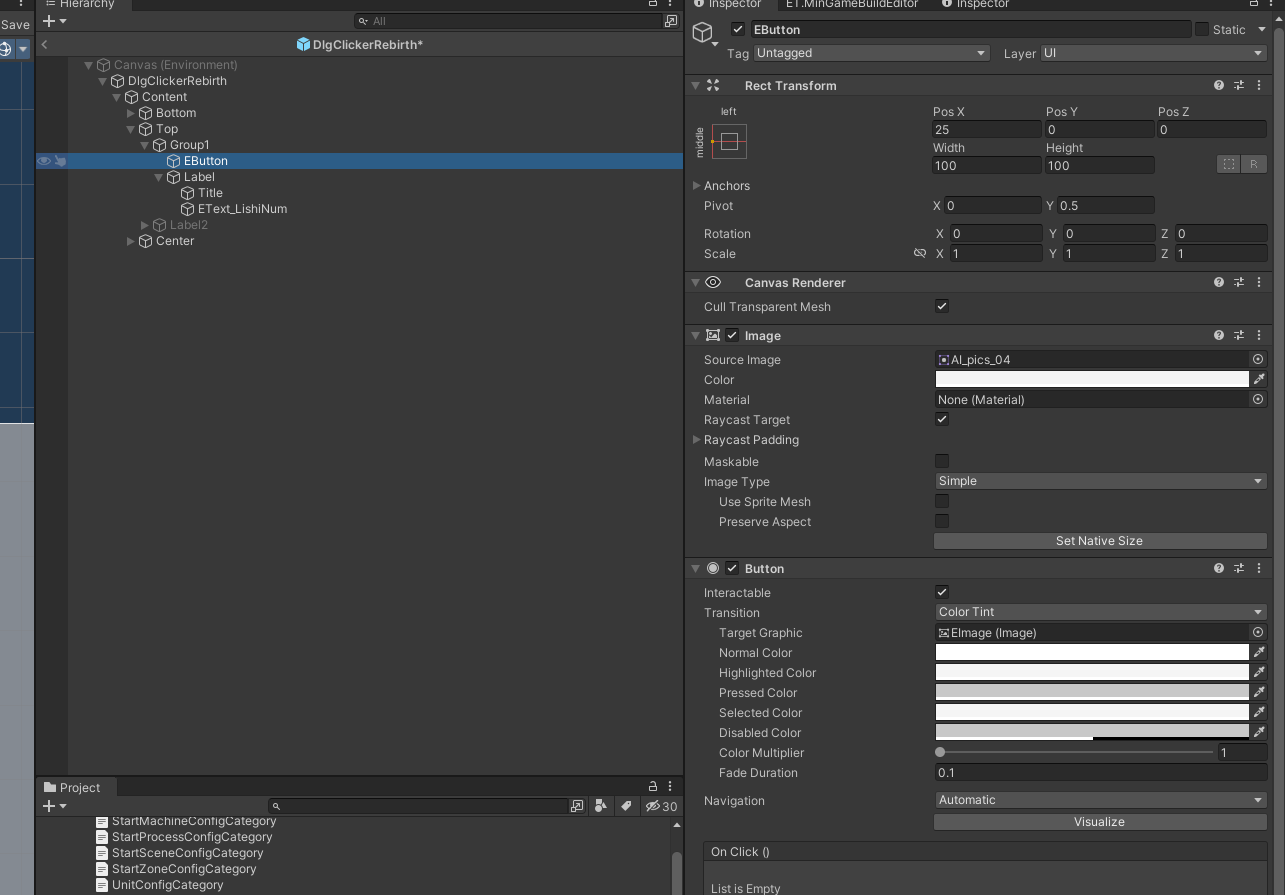 Save
Hierarchy
All
DlgClickerRebirth*
Canvas (Environment)
DlgClickerRebirth
Content
Bottom
Top
Group1
EButton
Label
Title
EText_LishiNum
Label2
Center
Project
30
StartMachineConfigCategory
StartProcessConfigCategory
StartSceneConfigCategory
StartZoneConfigCategory
UnitConfigCategory
Inspector
ET.MinGameBuildEditor
Inspector
EButton
Static
Tag Untagged
Layer UI
Rect Transform
left
middle
Pos X Pos Y Pos Z
25 0 0
Width Height
100 100
R
Anchors
Pivot X 0 Y 0.5
Rotation X 0 Y 0 Z 0
Scale X 1 Y 1 Z 1
Canvas Renderer
Cull Transparent Mesh
Image
Source Image AI_pics_04
Color
Material None (Material)
Raycast Target
Raycast Padding
Maskable
Image Type Simple
Use Sprite Mesh
Preserve Aspect
Set Native Size
Button
Interactable
Transition Color Tint
Target Graphic EImage (Image)
Normal Color
Highlighted Color
Pressed Color
Selected Color
Disabled Color
Color Multiplier 1
Fade Duration 0.1
Navigation Automatic
Visualize
On Click ()
List is Empty